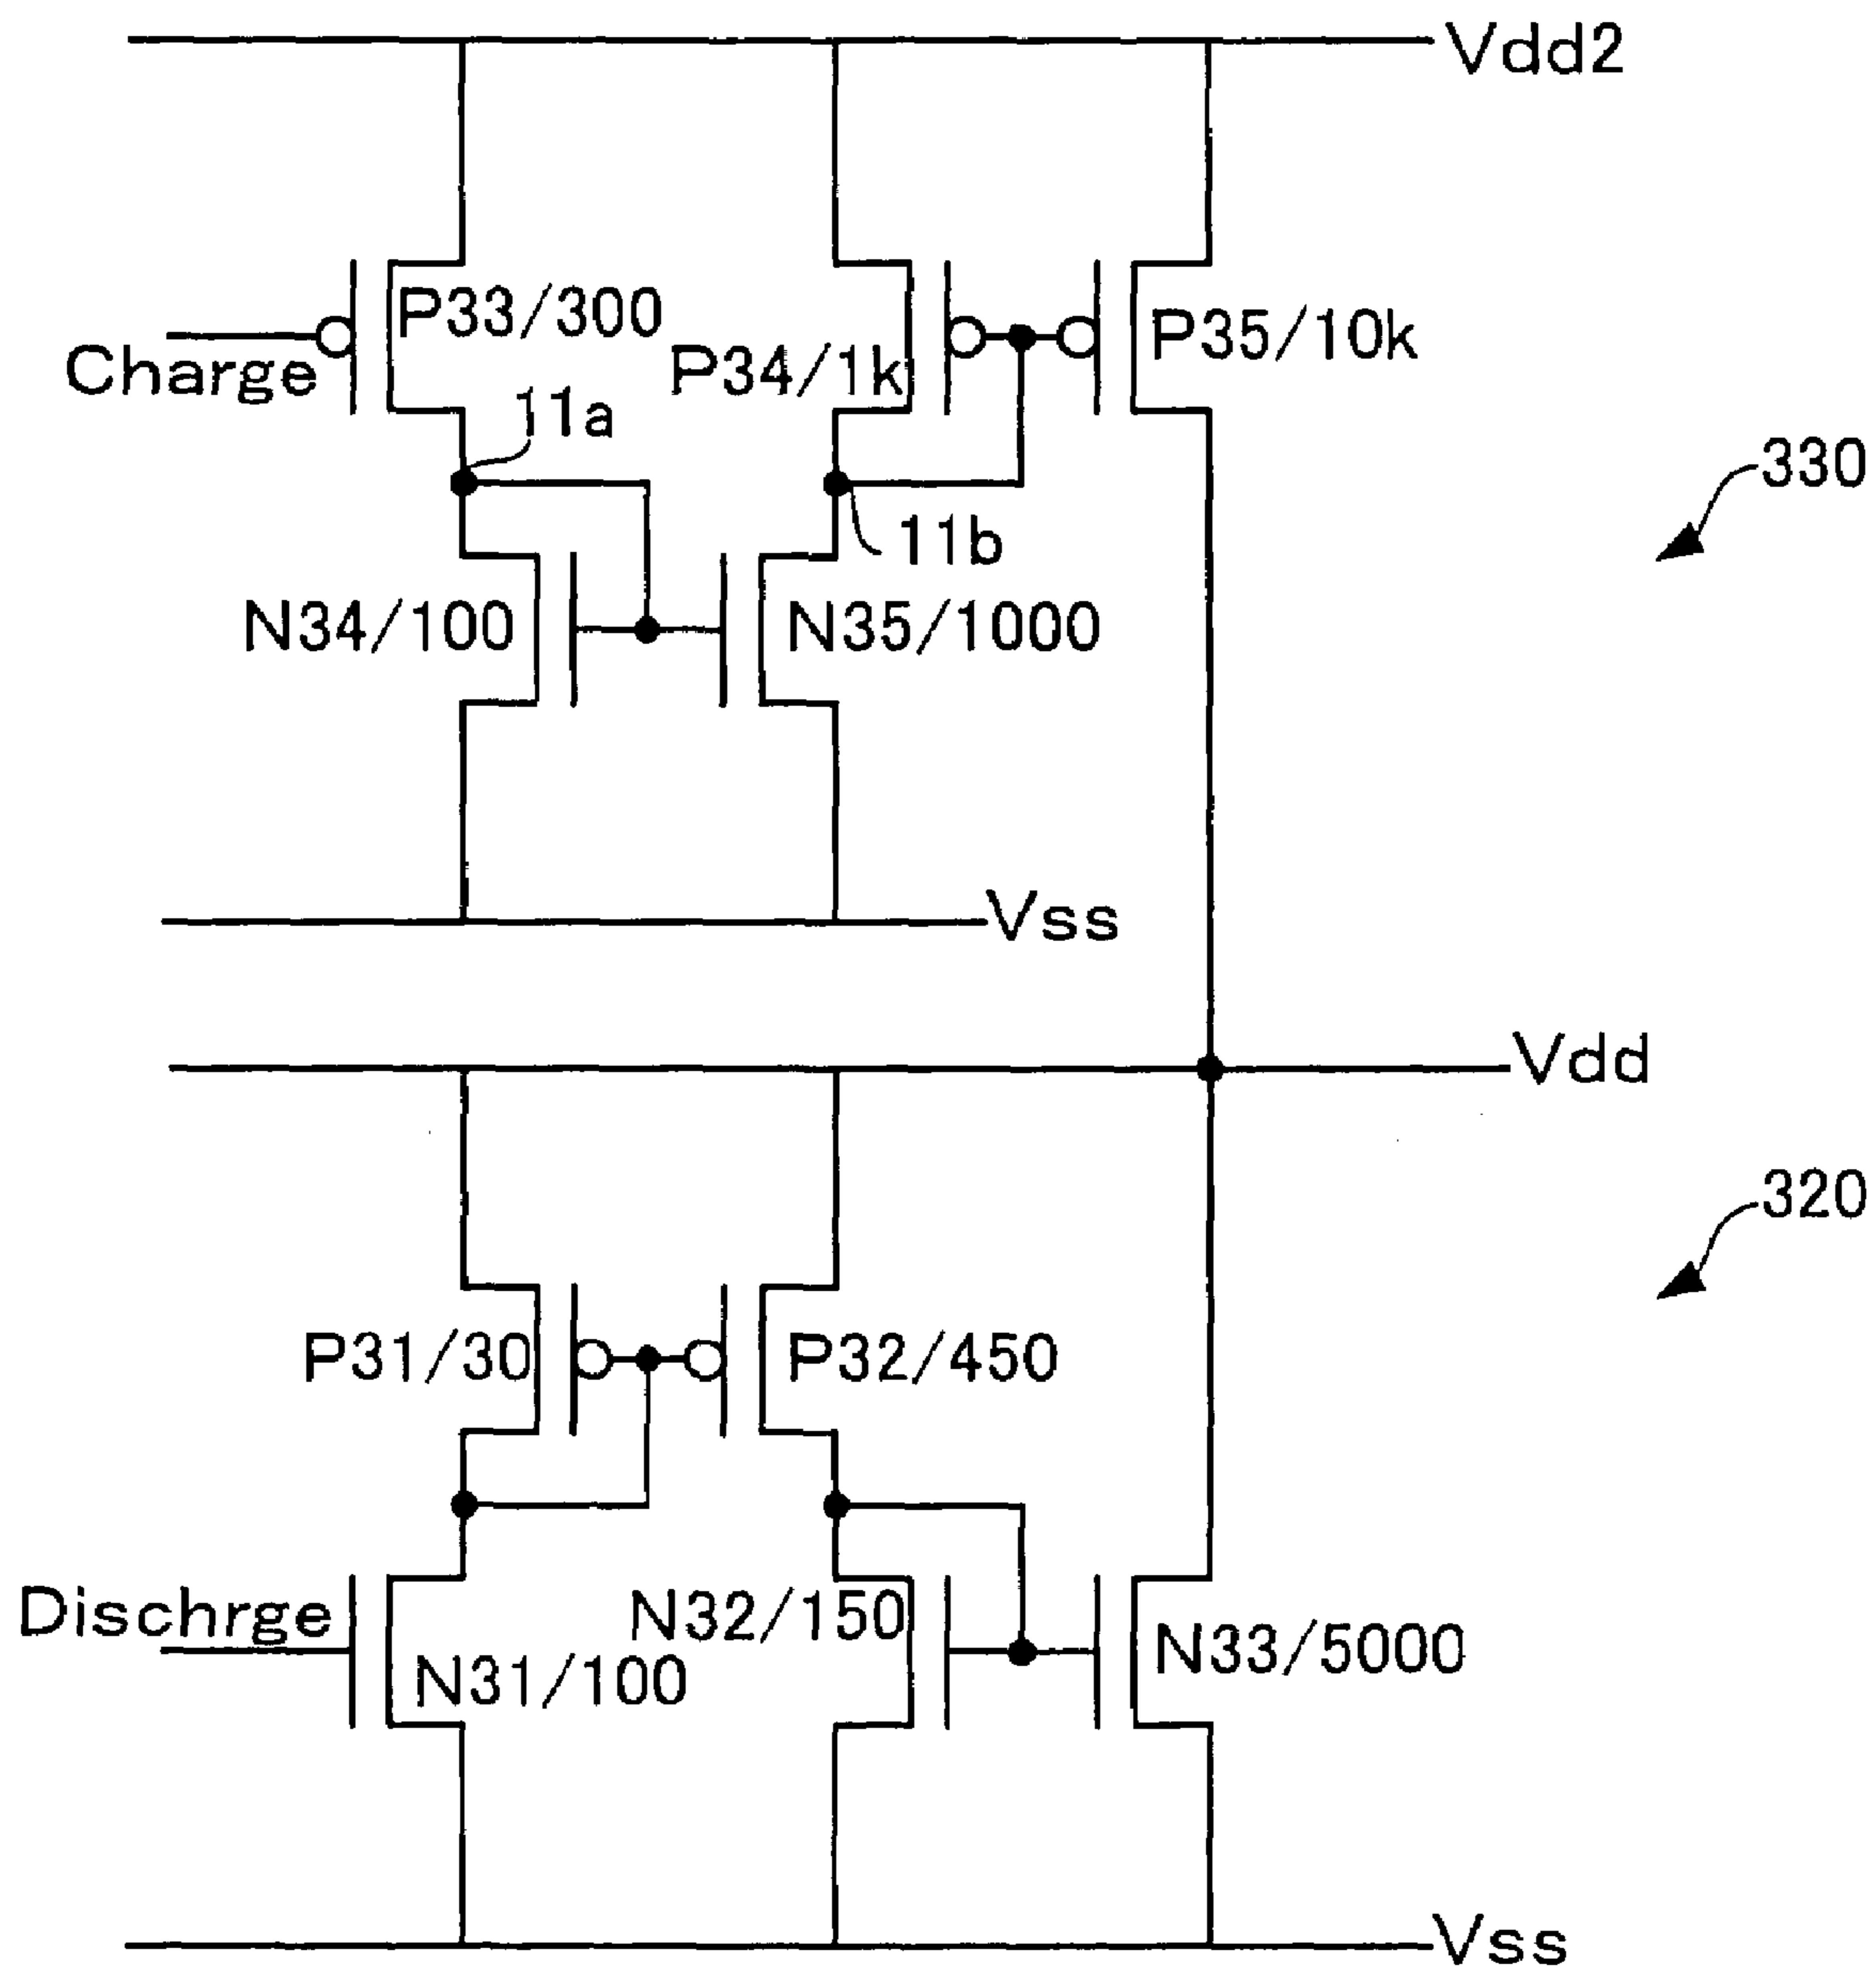 Vdd2
P33/300
P34/1k
P35/10k
Charge
11a
330
11b
N34/100
N35/1000
Vss
Vdd
320
P31/30
P32/450
Dischrge
N32/150
N31/100
N33/5000
Vss